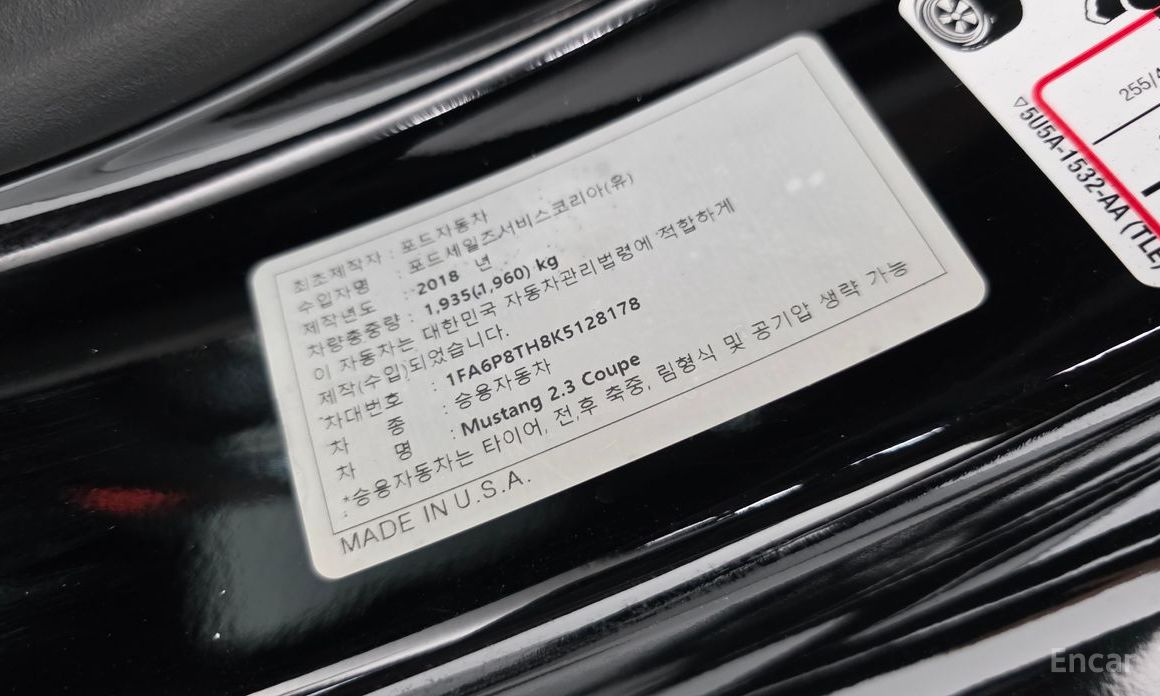 최초제작자 : 포드자동차
수입자명 : 포드세일즈서비스코리아(유)
제작년도 : 2018 년
차량총중량 : 1,935(1,960) kg
이 자동차는 대한민국 자동차관리법령에 적합하게
제작(수입)되었습니다.
차대번호 : 1FA6P8TH8K5128178
차 종 : 승용자동차
차 명 : Mustang 2.3 Coupe
*승용자동차는 타이어, 전,후 축중, 림형식 및 공기압 생략 가능
MADE IN U.S.A.
255/4
▽5U5A-1532-AA (TLE)
Encar